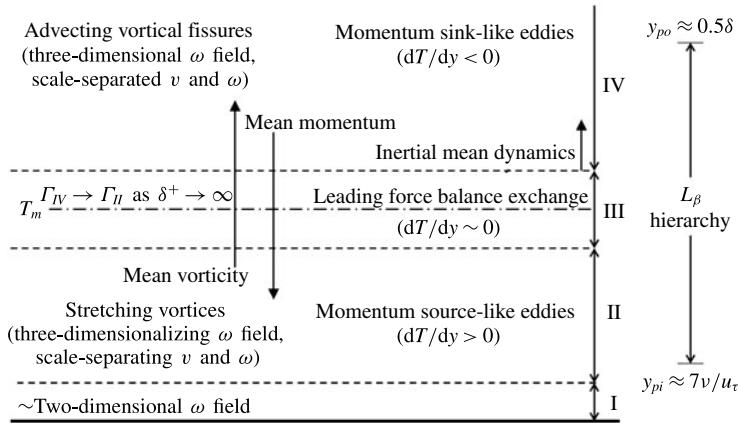 Advecting vortical fissures
(three-dimensional ω field,
scale-separated v and ω)
Momentum sink-like eddies
(dT/dy < 0)
y_po ≈ 0.5δ
IV
Mean momentum
Inertial mean dynamics
Γ_IV → Γ_II as δ⁺ → ∞
T_m
Leading force balance exchange
(dT/dy ∼ 0)
III
L_β
hierarchy
Mean vorticity
Stretching vortices
(three-dimensionalizing ω field,
scale-separating v and ω)
Momentum source-like eddies
(dT/dy > 0)
II
y_pi ≈ 7ν/u_τ
∼Two-dimensional ω field
I